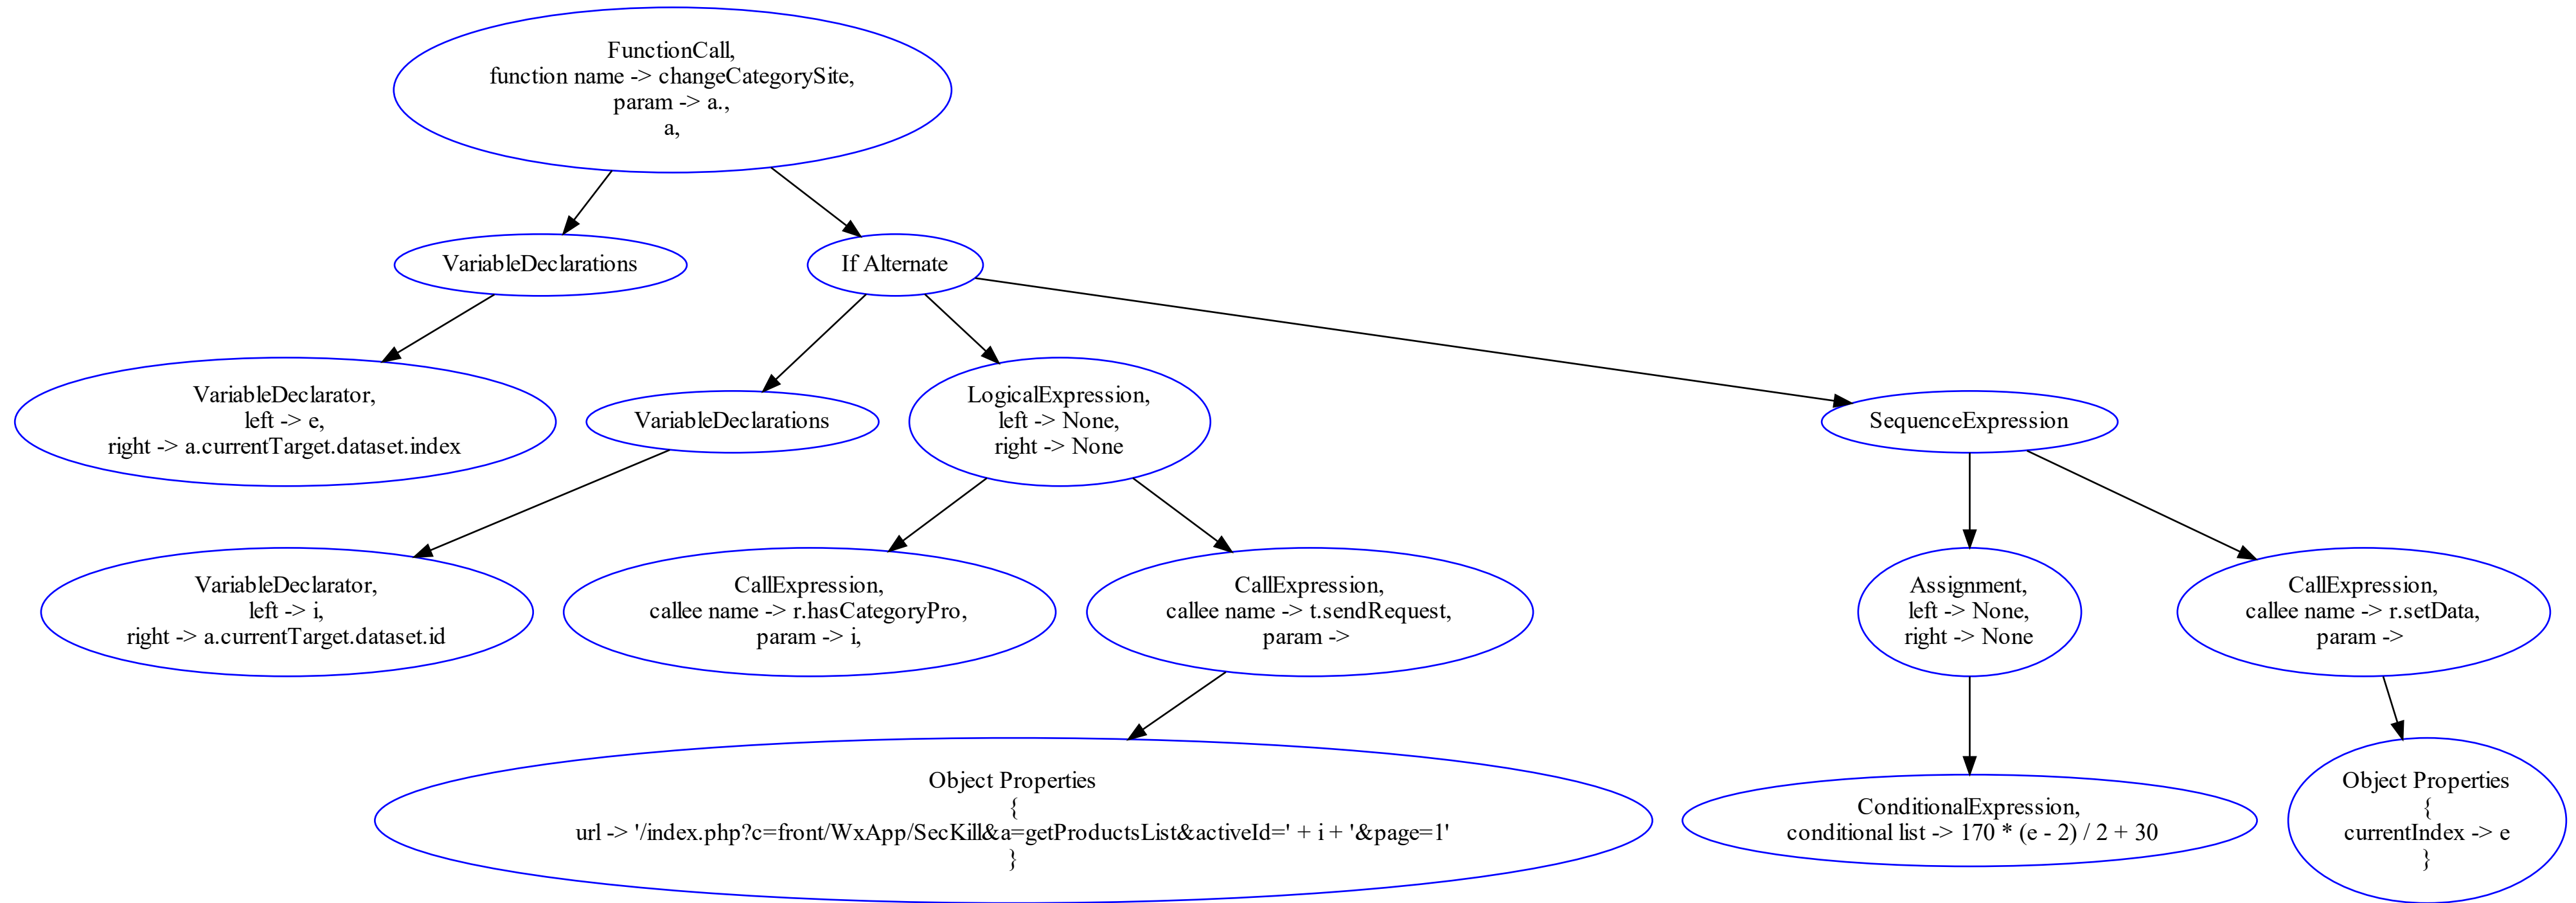 FunctionCall,
function name -> changeCategorySite,
param -> a.,
a,
VariableDeclarations
If Alternate
VariableDeclarator,
left -> e,
right -> a.currentTarget.dataset.index
VariableDeclarations
LogicalExpression,
left -> None,
right -> None
SequenceExpression
VariableDeclarator,
left -> i,
right -> a.currentTarget.dataset.id
CallExpression,
callee name -> r.hasCategoryPro,
param -> i,
CallExpression,
callee name -> t.sendRequest,
param ->
Assignment,
left -> None,
right -> None
CallExpression,
callee name -> r.setData,
param ->
Object Properties
{
url -> '/index.php?c=front/WxApp/SecKill&a=getProductsList&activeId=' + i + '&page=1'
}
ConditionalExpression,
conditional list -> 170 * (e - 2) / 2 + 30
Object Properties
{
currentIndex -> e
}